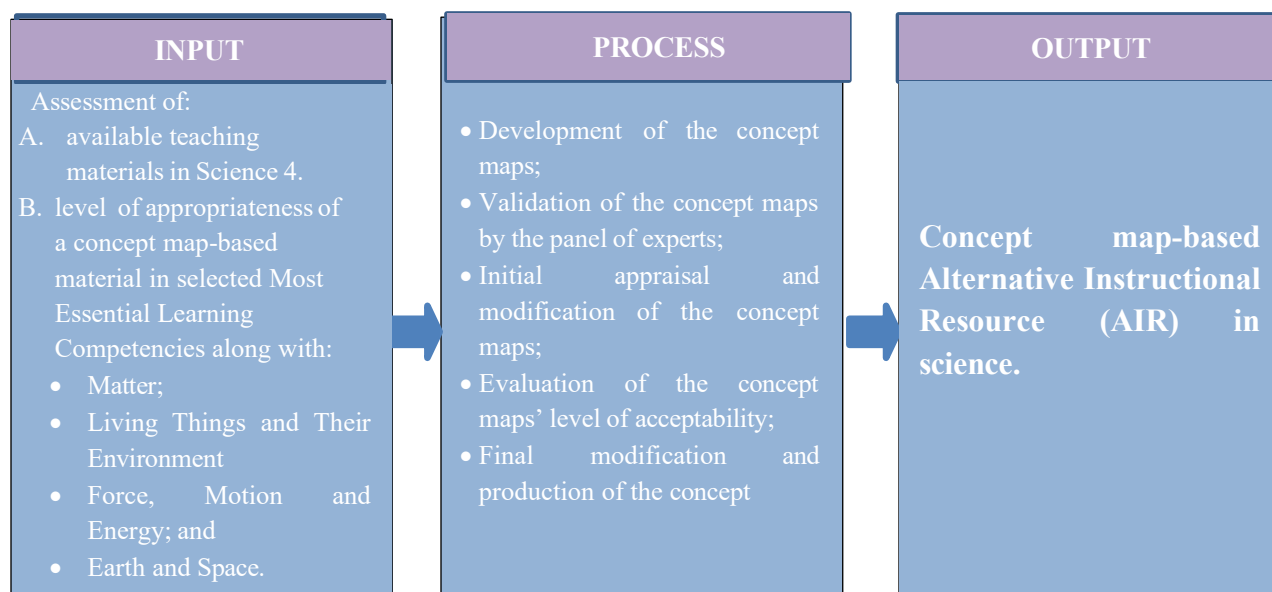 INPUT
Assessment of:
A. available teaching
materials in Science 4.
B. level of appropriateness of
a concept map-based
material in selected Most
Essential Learning
Competencies along with:
• Matter;
• Living Things and Their
Environment
• Force, Motion and
Energy; and
• Earth and Space.
PROCESS
• Development of the concept
maps;
• Validation of the concept maps
by the panel of experts;
• Initial appraisal and
modification of the concept
maps;
• Evaluation of the concept
maps’ level of acceptability;
• Final modification and
production of the concept
OUTPUT
Concept map-based
Alternative Instructional
Resource (AIR) in
science.